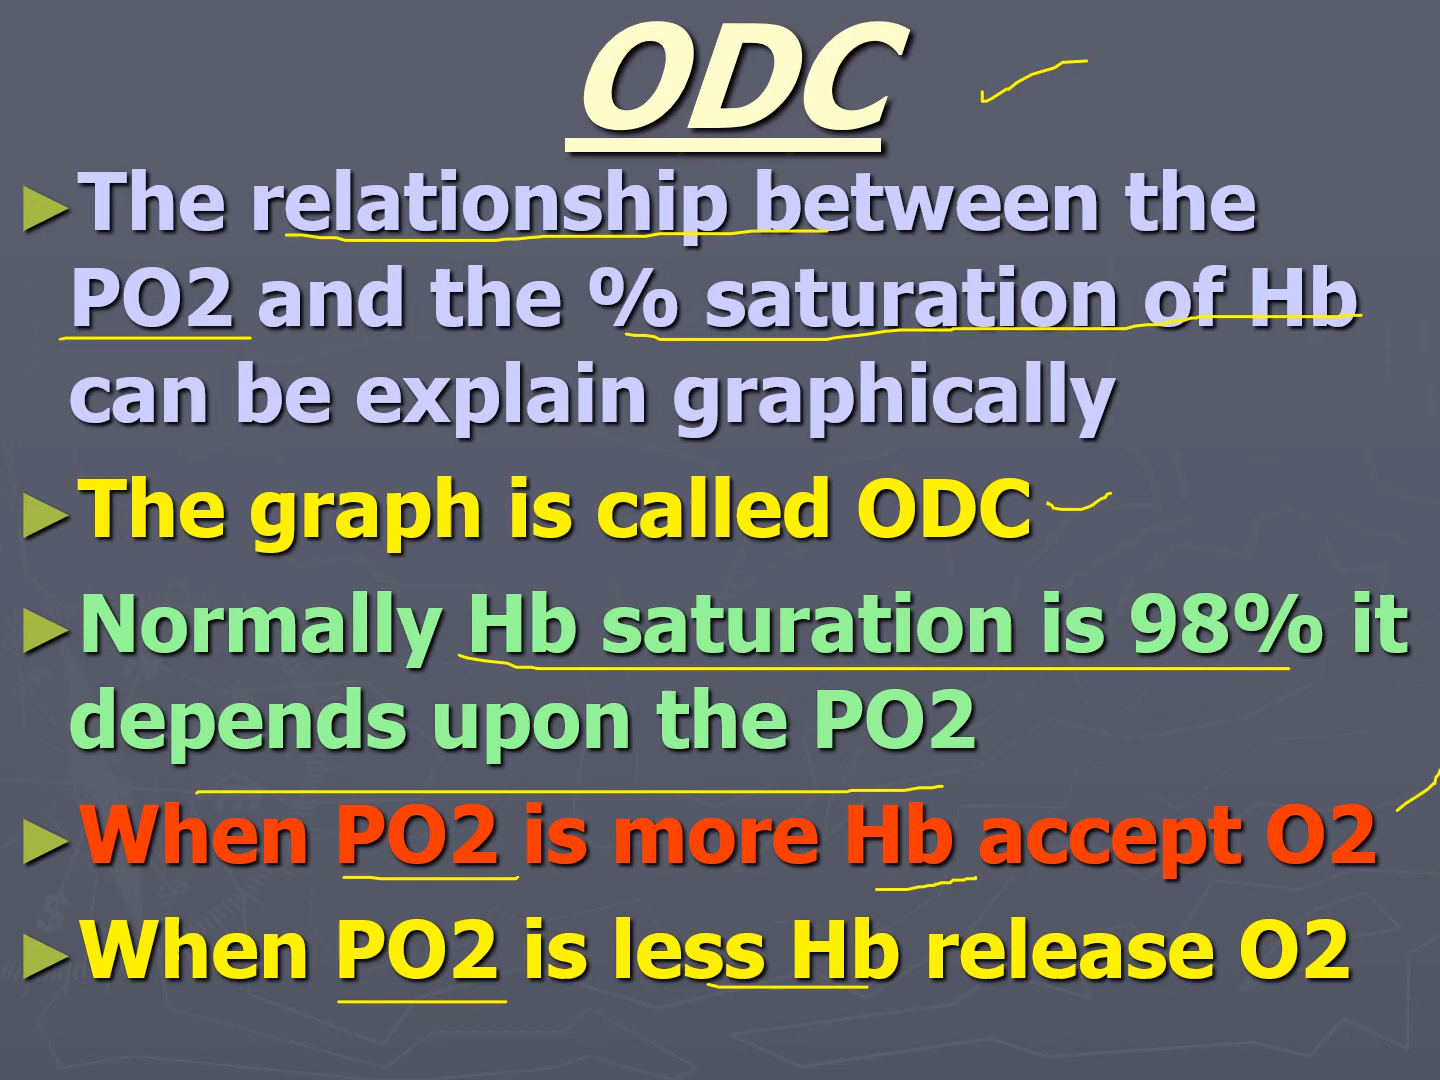 ODC
►The relationship between the
PO2 and the % saturation of Hb
can be explain graphically
►The graph is called ODC
►Normally Hb saturation is 98% it
depends upon the PO2
►When PO2 is more Hb accept O2
►When PO2 is less Hb release O2